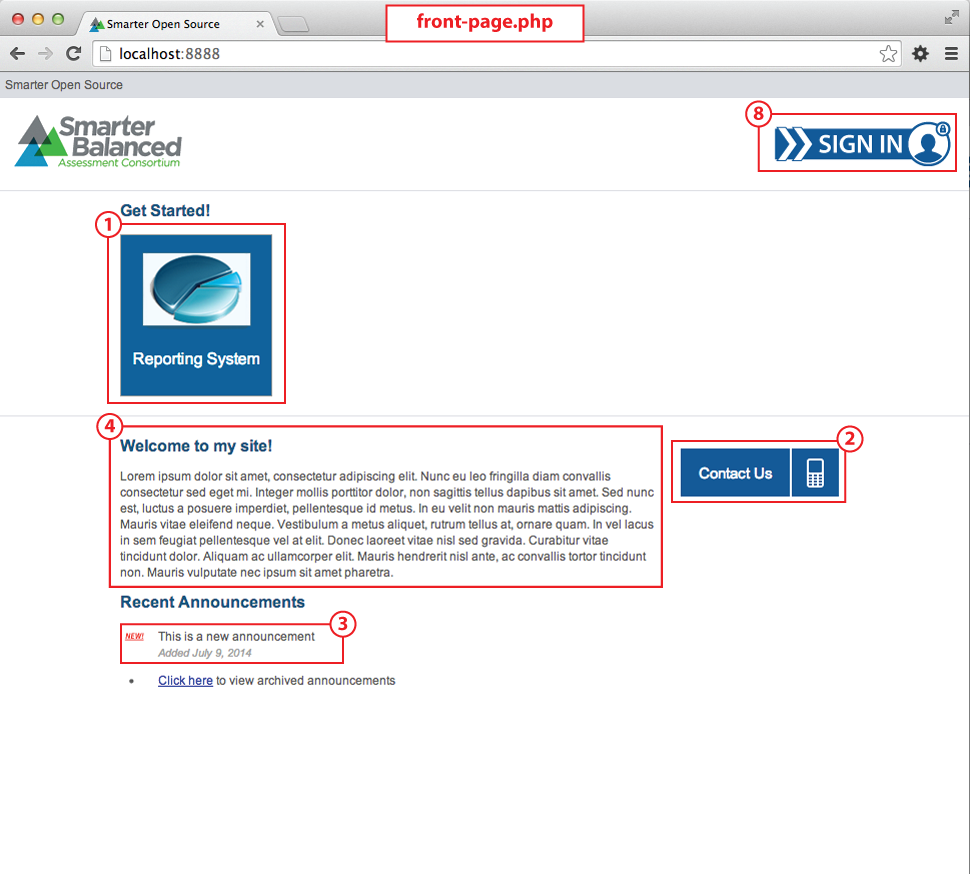 front-page.php
Smarter Open Source
localhost:8888
Smarter Open Source
Smarter
Balanced
Assessment Consortium
8
SIGN IN
Get Started!
1
Reporting System
4
Welcome to my site!
2
Contact Us
Lorem ipsum dolor sit amet, consectetur adipiscing elit. Nunc eu leo fringilla diam convallis
consectetur sed eget mi. Integer mollis porttitor dolor, non sagittis tellus dapibus sit amet. Sed nunc
est, luctus a posuere imperdiet, pellentesque id metus. In eu velit non mauris mattis adipiscing.
Mauris vitae eleifend neque. Vestibulum a metus aliquet, rutrum tellus at, ornare quam. In vel lacus
in sem feugiat pellentesque vel at elit. Donec laoreet vitae nisl sed gravida. Curabitur vitae
tincidunt dolor. Aliquam ac ullamcorper elit. Mauris hendrerit nisl ante, ac convallis tortor tincidunt
non. Mauris vulputate nec ipsum sit amet pharetra.
Recent Announcements
3
NEW! This is a new announcement
Added July 9, 2014
• Click here to view archived announcements